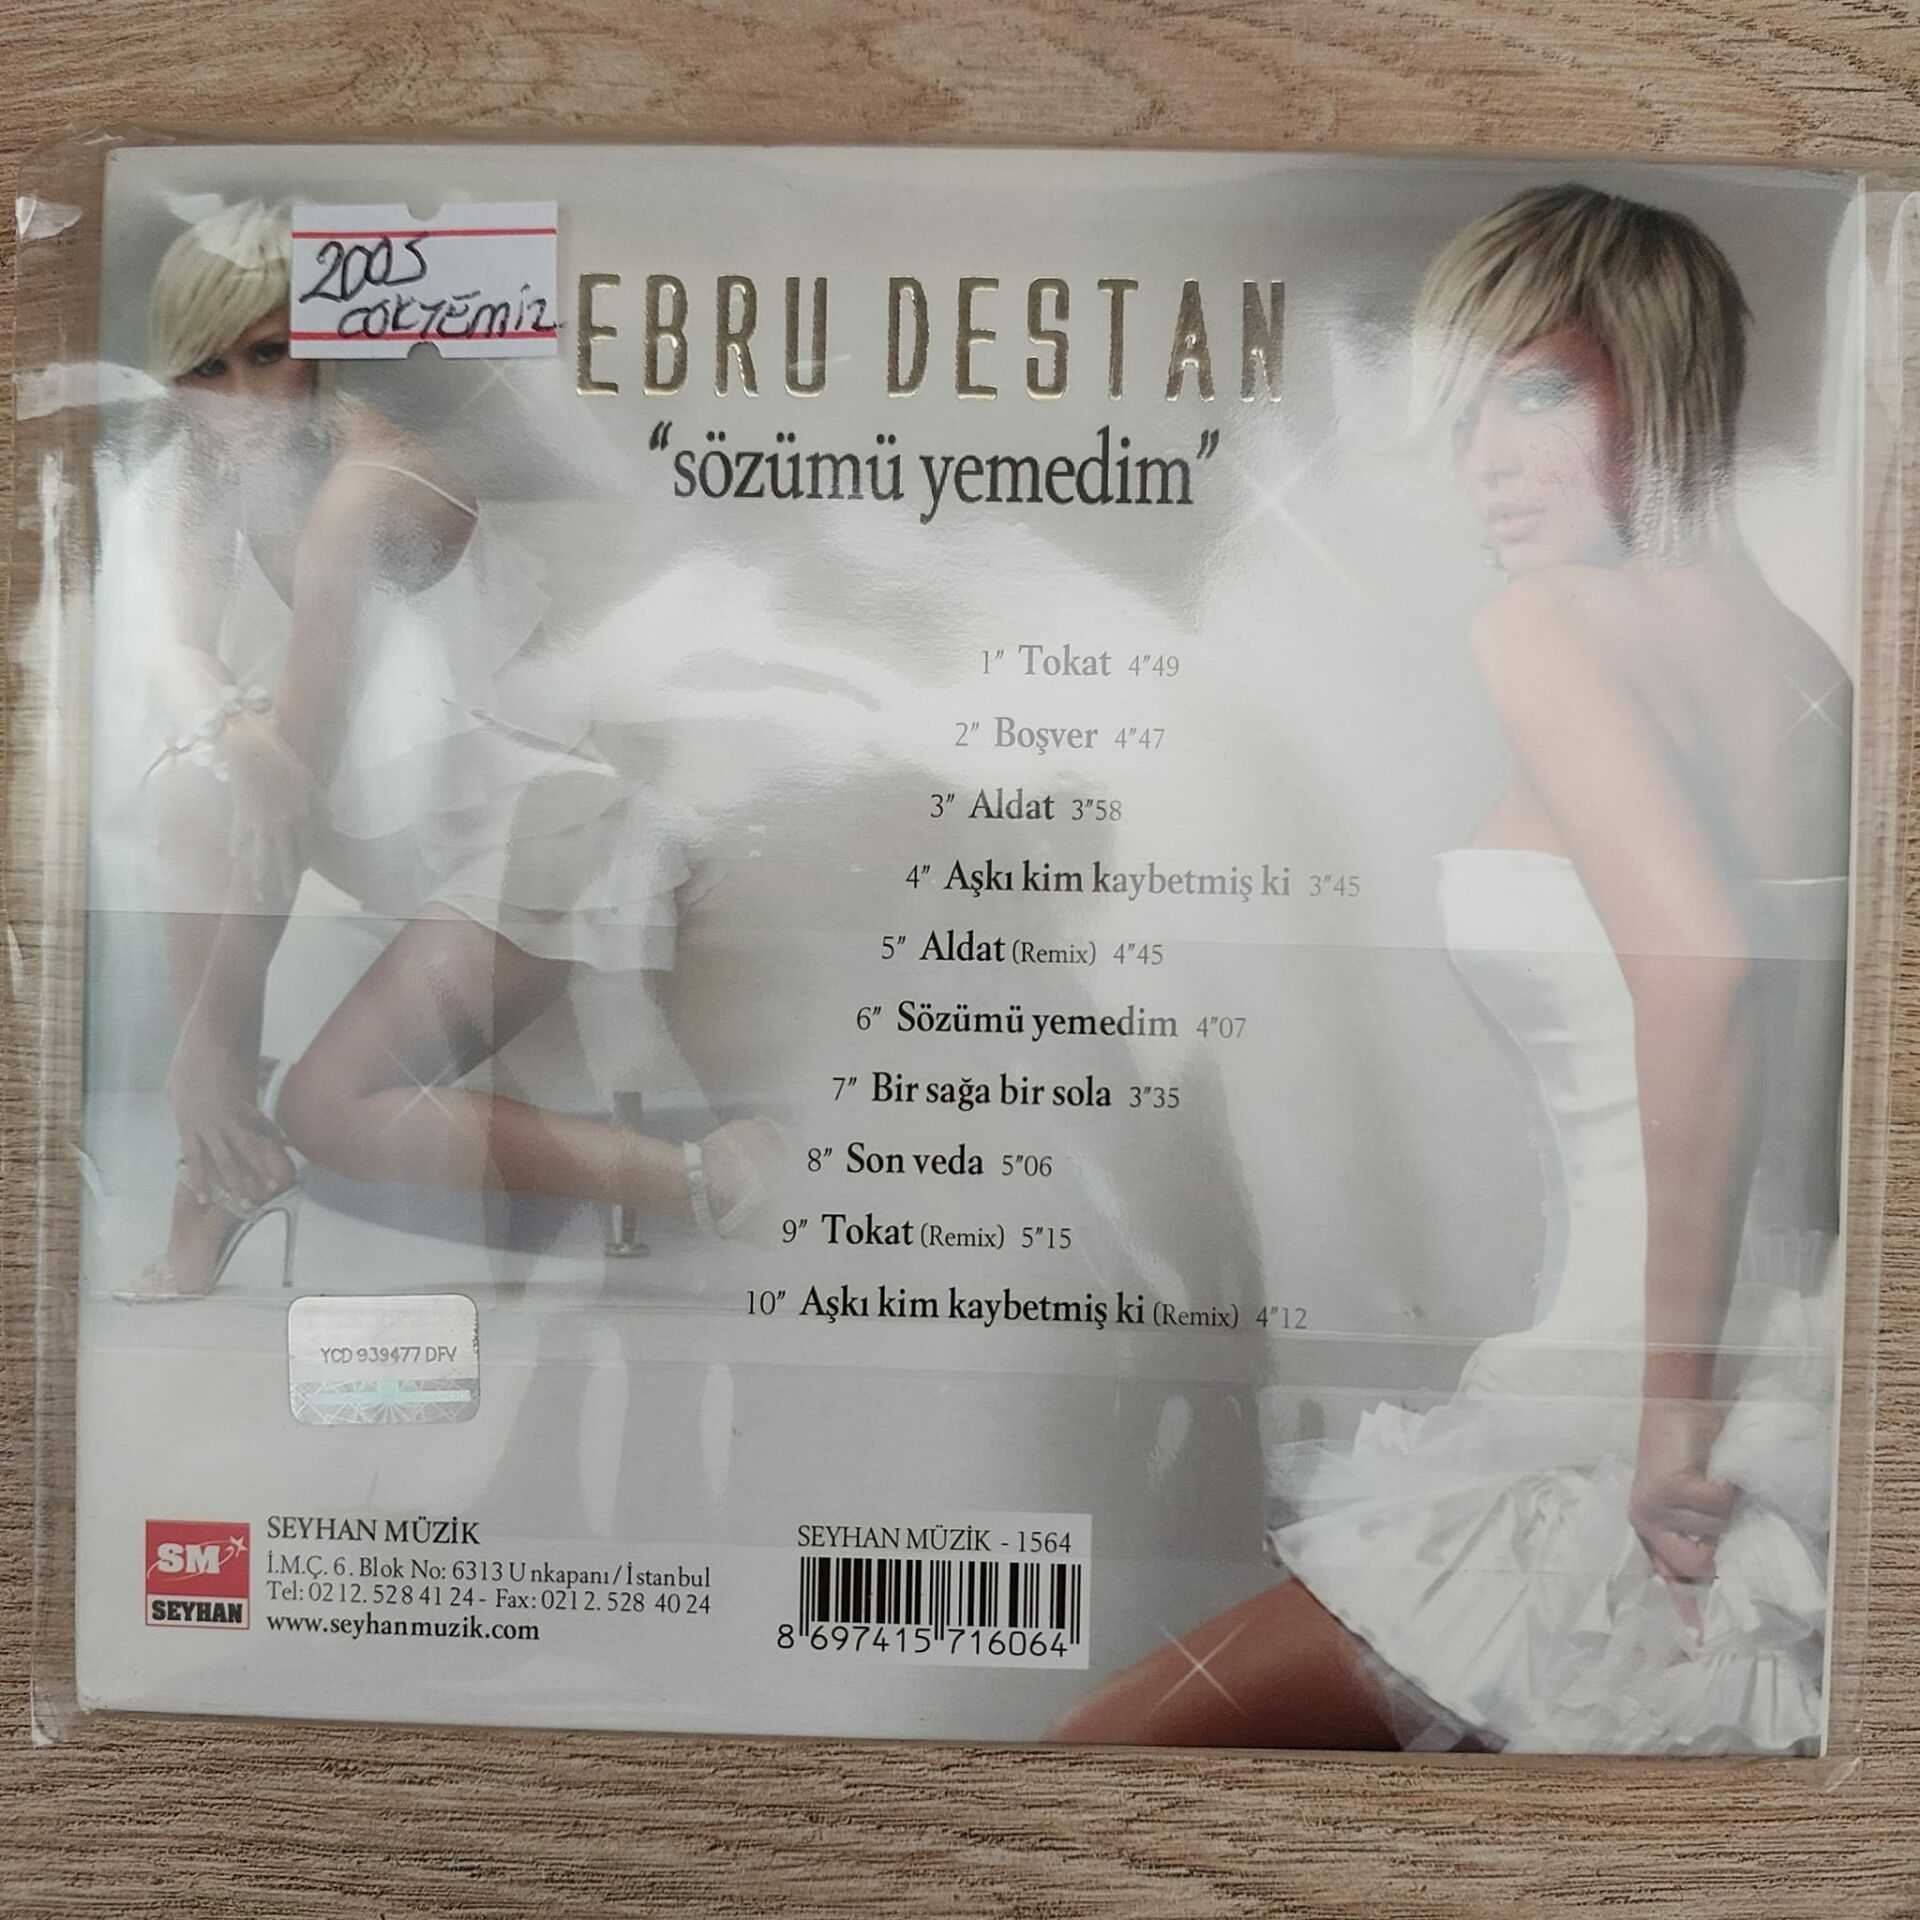 2005
ÇOKTEMİZ
EBRU DESTAN
“sözümü yemedim”
1” Tokat 4”49
2” Boşver 4”47
3” Aldat 3”58
4” Aşkı kim kaybetmiş ki 3”45
5” Aldat (Remix) 4”45
6” Sözümü yemedim 4”07
7” Bir sağa bir sola 3”35
8” Son veda 5”06
9” Tokat (Remix) 5”15
10” Aşkı kim kaybetmiş ki (Remix) 4”12
YCD 939477 DFV
SM
SEYHAN
SEYHAN MÜZİK
İ.M.Ç. 6. Blok No: 6313 Unkapanı/İstanbul
Tel: 0212. 528 41 24 - Fax: 0212. 528 40 24
www.seyhanmuzik.com
SEYHAN MÜZİK - 1564
8 697415 716064